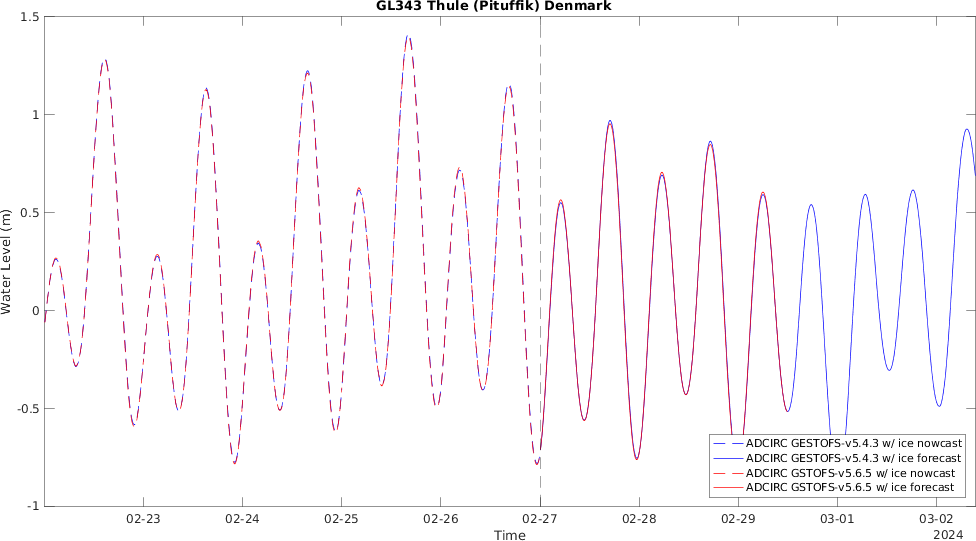 GL343 Thule (Pituffik) Denmark
1.5
1
0.5
0
-0.5
-1
Water Level (m)
ADCIRC GESTOFS-v5.4.3 w/ ice nowcast
ADCIRC GESTOFS-v5.4.3 w/ ice forecast
ADCIRC GSTOFS-v5.6.5 w/ ice nowcast
ADCIRC GSTOFS-v5.6.5 w/ ice forecast
02-23 02-24 02-25 02-26 02-27 02-28 02-29 03-01 03-02
Time
2024